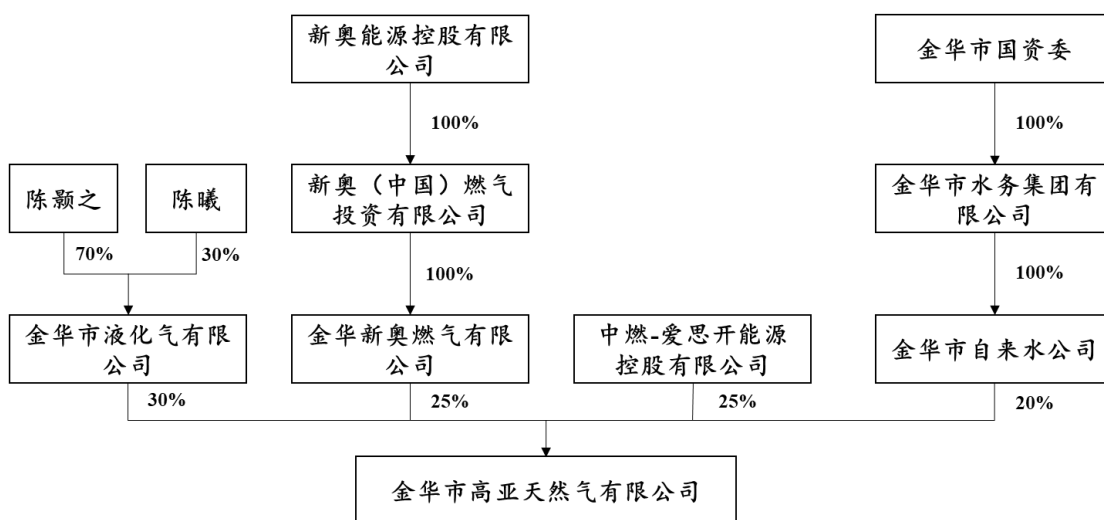 新奥能源控股有限
公司
金华市国资委
100%
100%
陈颢之
陈曦
新奥（中国）燃气
投资有限公司
金华市水务集团有
限公司
70%
30%
100%
100%
金华市液化气有限
公司
金华新奥燃气有限
公司
中燃-爱思开能源
控股有限公司
金华市自来水公司
30%
25%
25%
20%
金华市高亚天然气有限公司